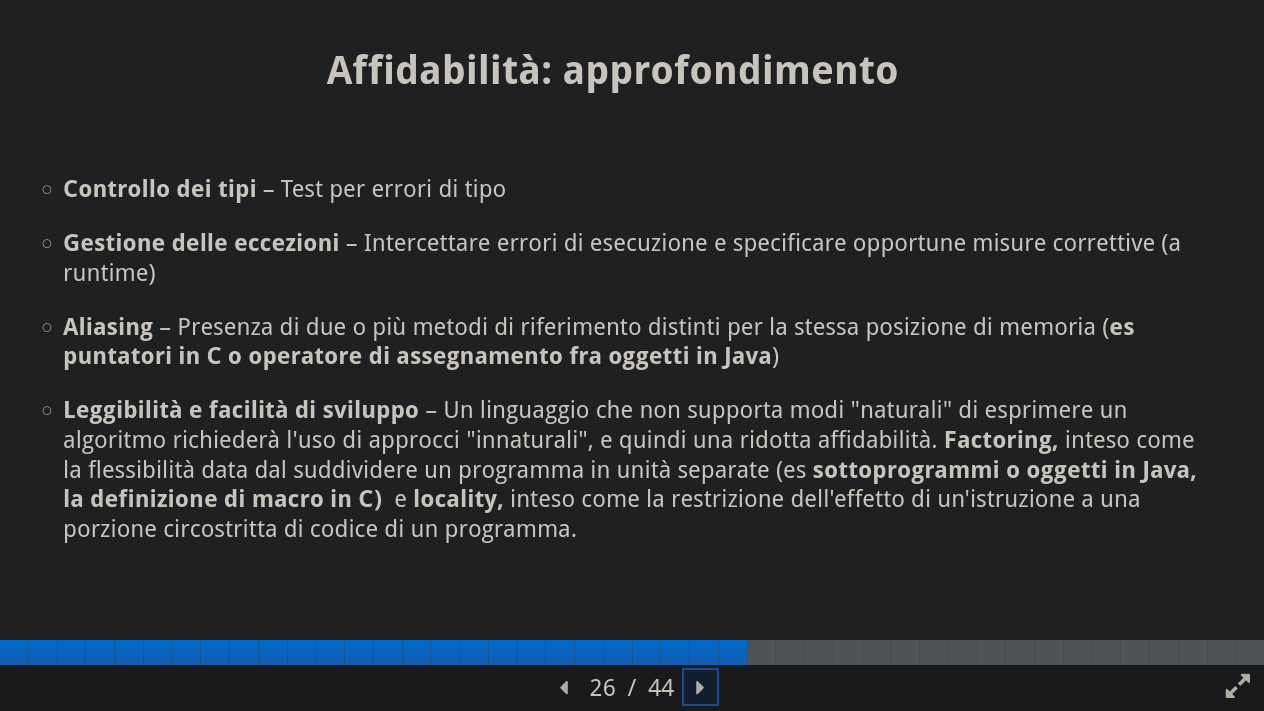 Affidabilità: approfondimento
Controllo dei tipi – Test per errori di tipo
Gestione delle eccezioni – Intercettare errori di esecuzione e specificare opportune misure correttive (a
runtime)
Aliasing – Presenza di due o più metodi di riferimento distinti per la stessa posizione di memoria (es
puntatori in C o operatore di assegnamento fra oggetti in Java)
Leggibilità e facilità di sviluppo – Un linguaggio che non supporta modi "naturali" di esprimere un
algoritmo richiederà l'uso di approcci "innaturali", e quindi una ridotta affidabilità. Factoring, inteso come
la flessibilità data dal suddividere un programma in unità separate (es sottoprogrammi o oggetti in Java,
la definizione di macro in C) e locality, inteso come la restrizione dell'effetto di un'istruzione a una
porzione circostritta di codice di un programma.
26 / 44